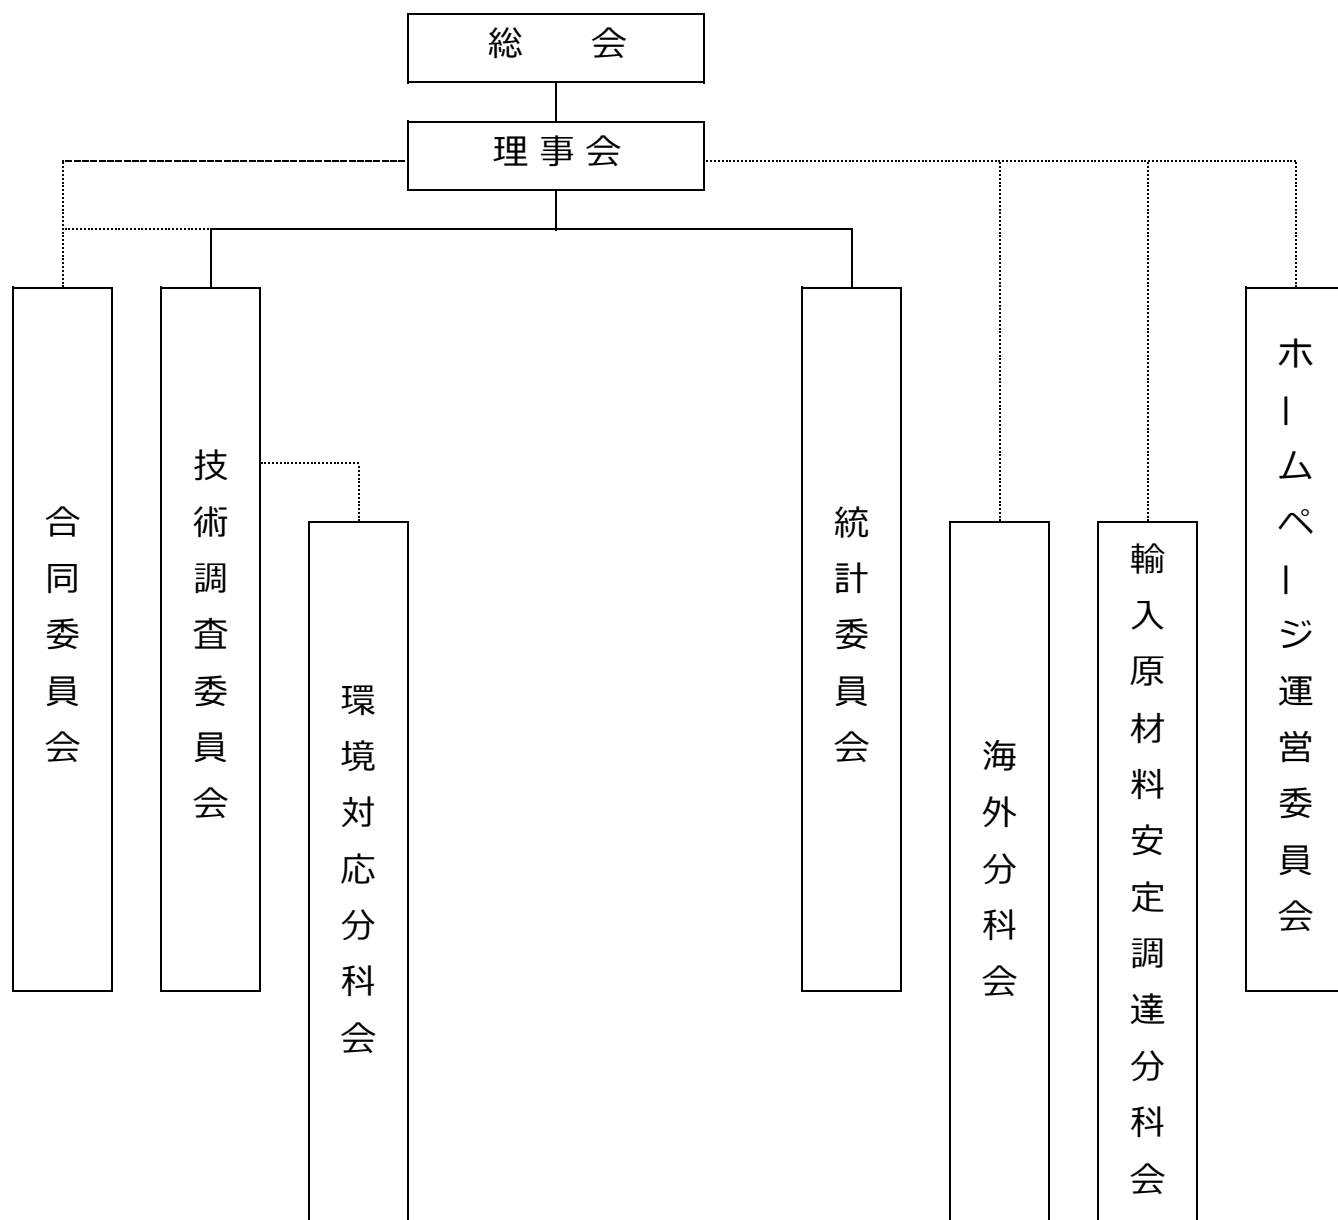 総　会
理事会
合同委員会
技術調査委員会
環境対応分科会
統計委員会
海外分科会
輸入原材料安定調達分科会
ホームページ運営委員会